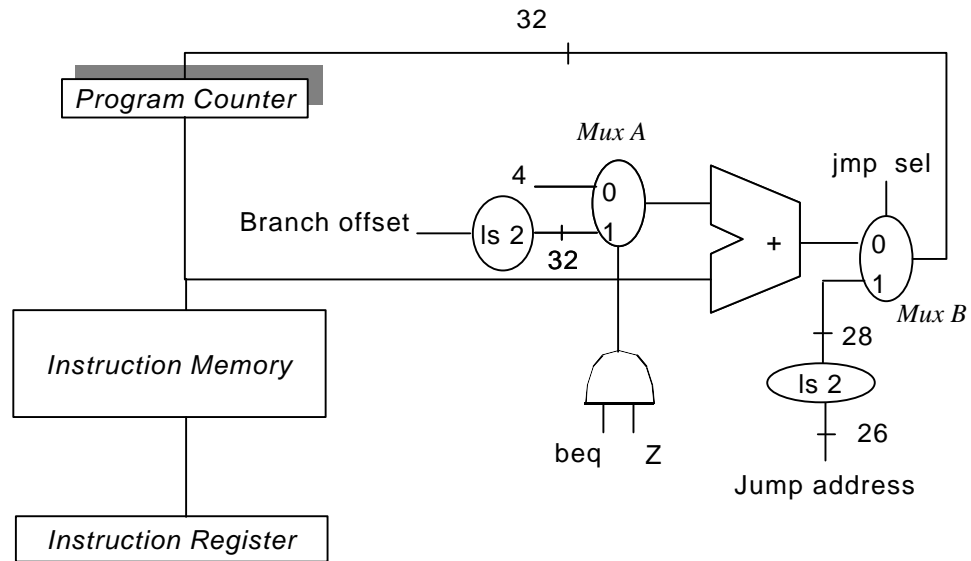 32
Program Counter
Mux A
4
0
jmp sel
Branch offset
ls 2
1
32
+
0
1
Mux B
Instruction Memory
28
ls 2
26
beq
Z
Jump address
Instruction Register